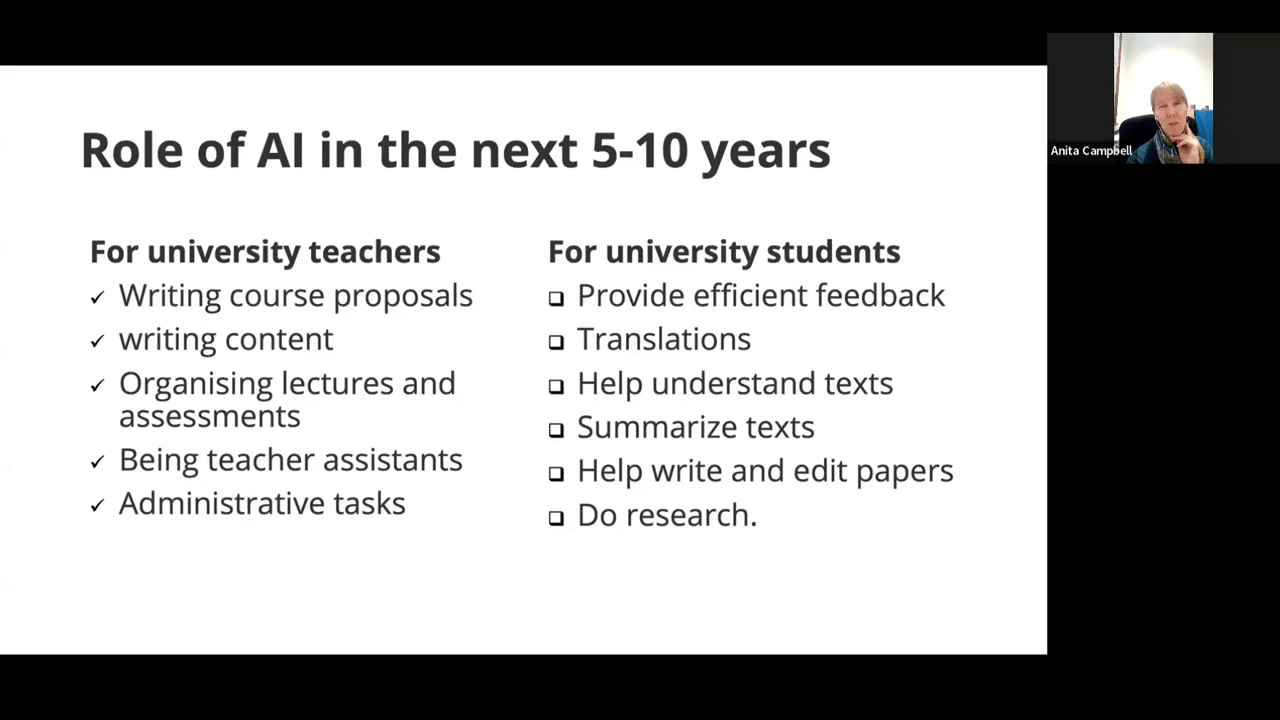 Role of AI in the next 5-10 years
For university teachers
Writing course proposals
writing content
Organising lectures and
assessments
Being teacher assistants
Administrative tasks
For university students
Provide efficient feedback
Translations
Help understand texts
Summarize texts
Help write and edit papers
Do research.
Anita Campbell